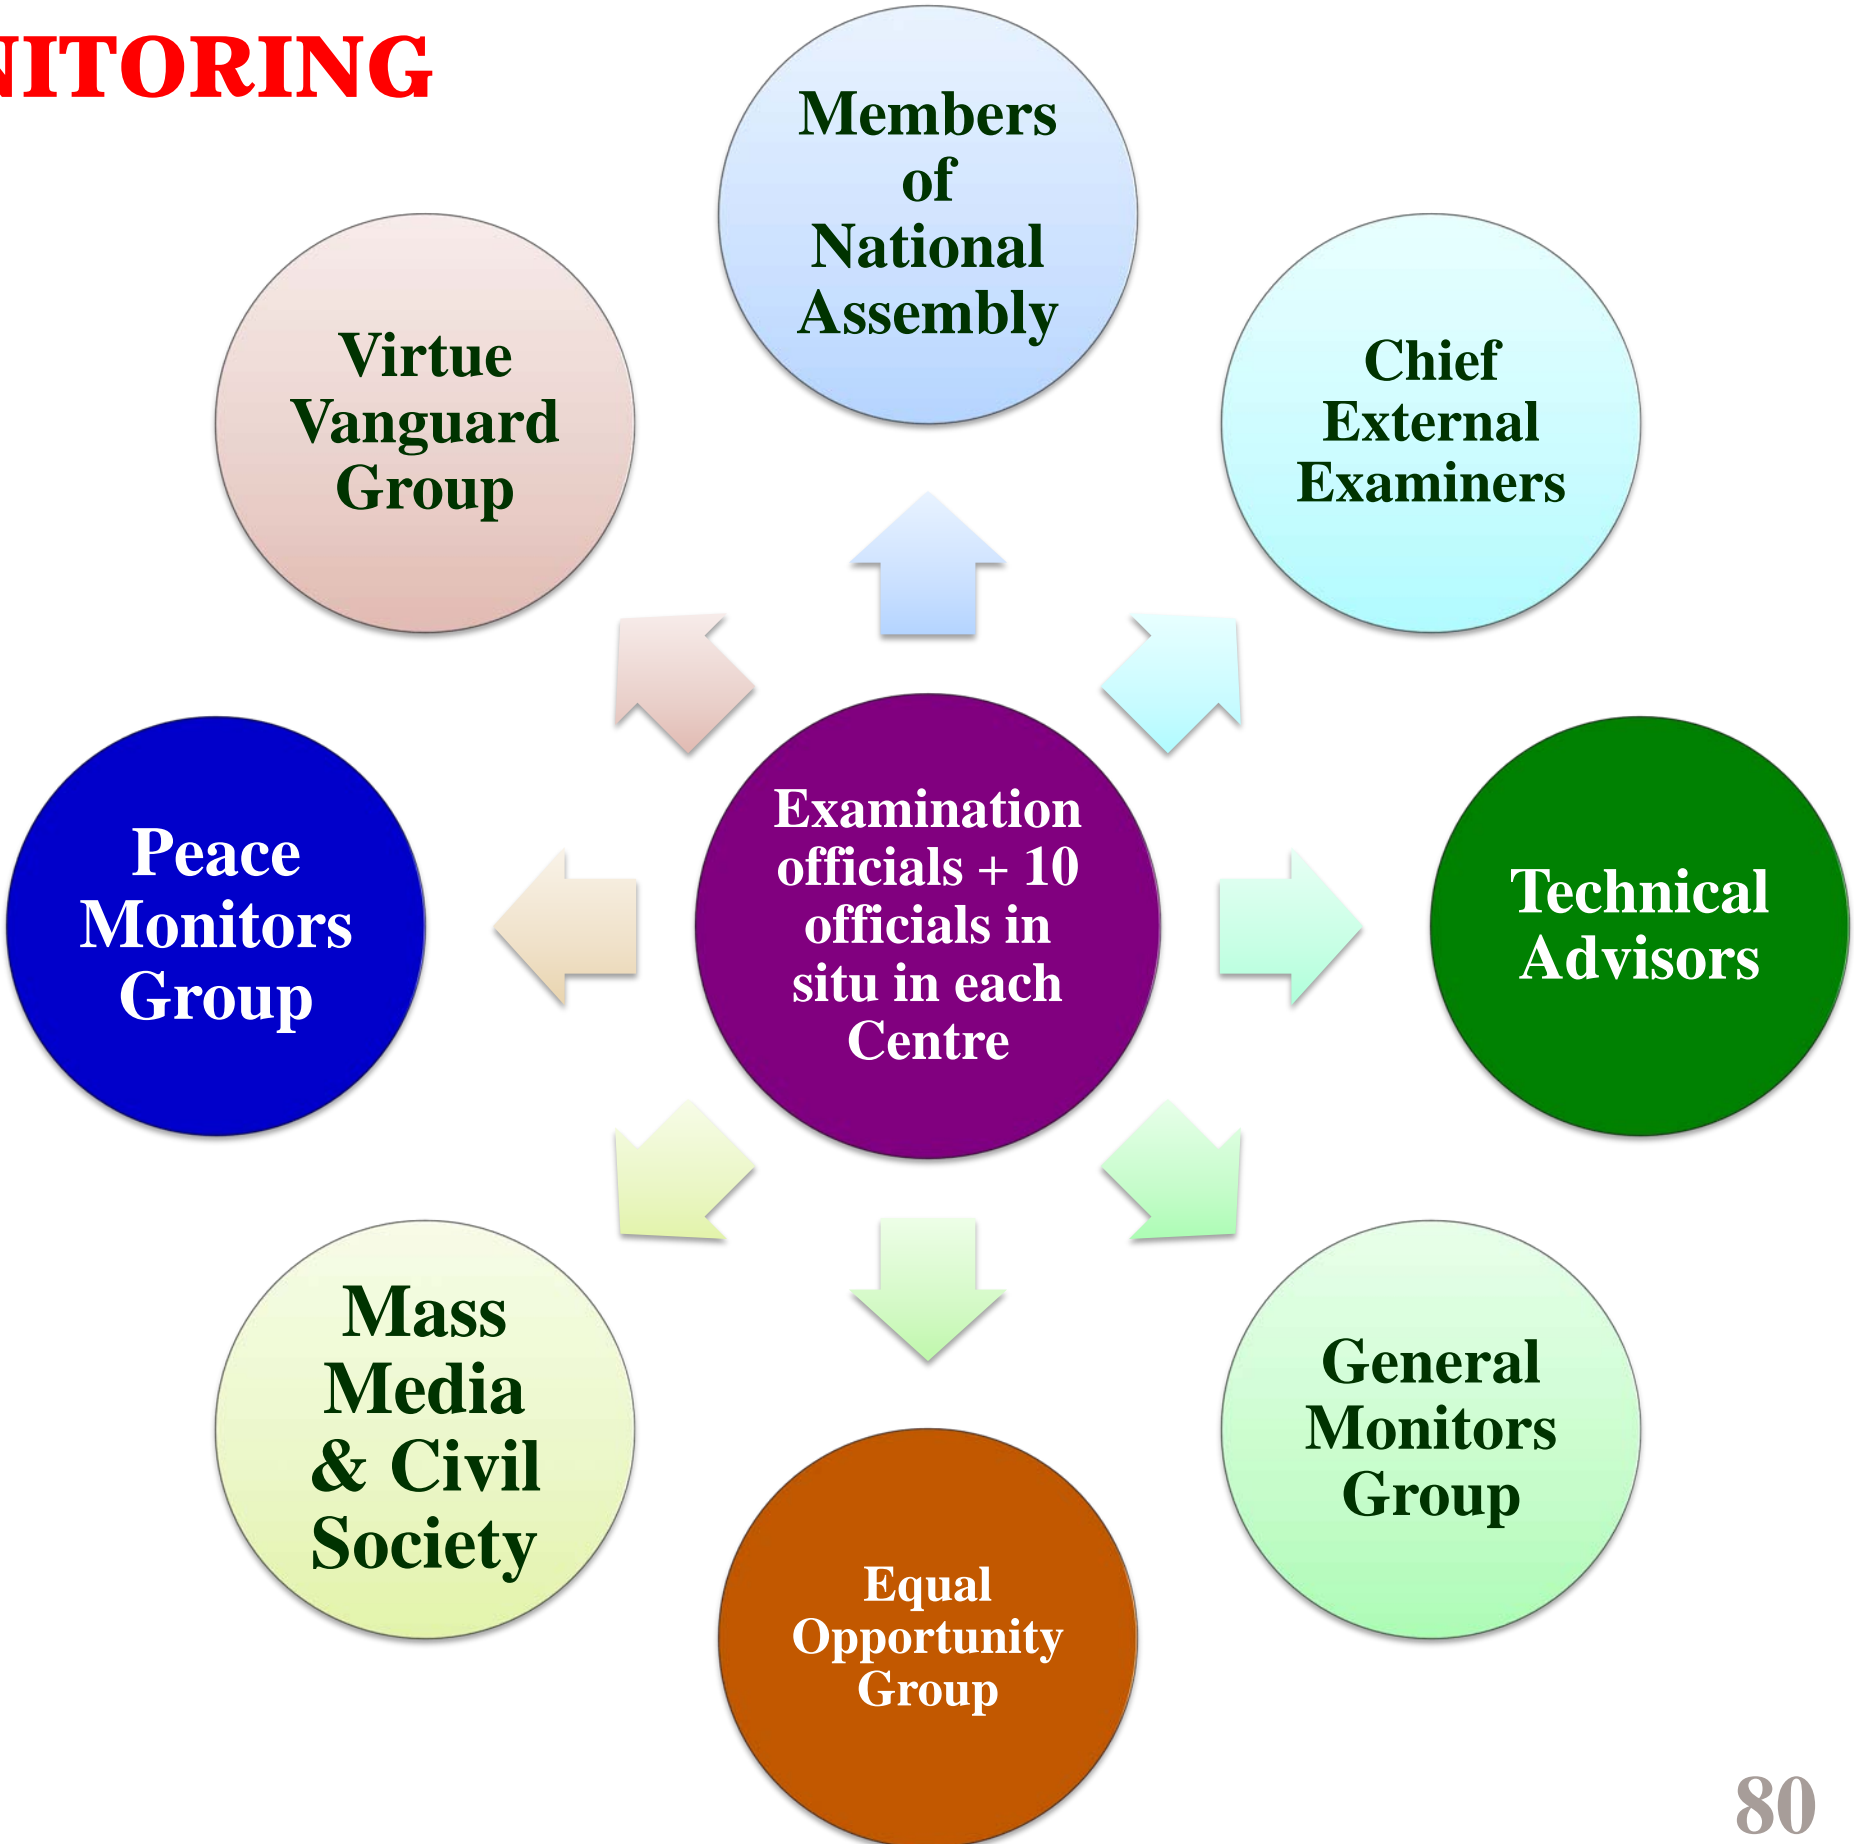 NITORING
Members
of
National
Assembly
Chief
External
Examiners
Technical
Advisors
General
Monitors
Group
Equal
Opportunity
Group
Mass
Media
& Civil
Society
Peace
Monitors
Group
Virtue
Vanguard
Group
Examination
officials + 10
officials in
situ in each
Centre
80